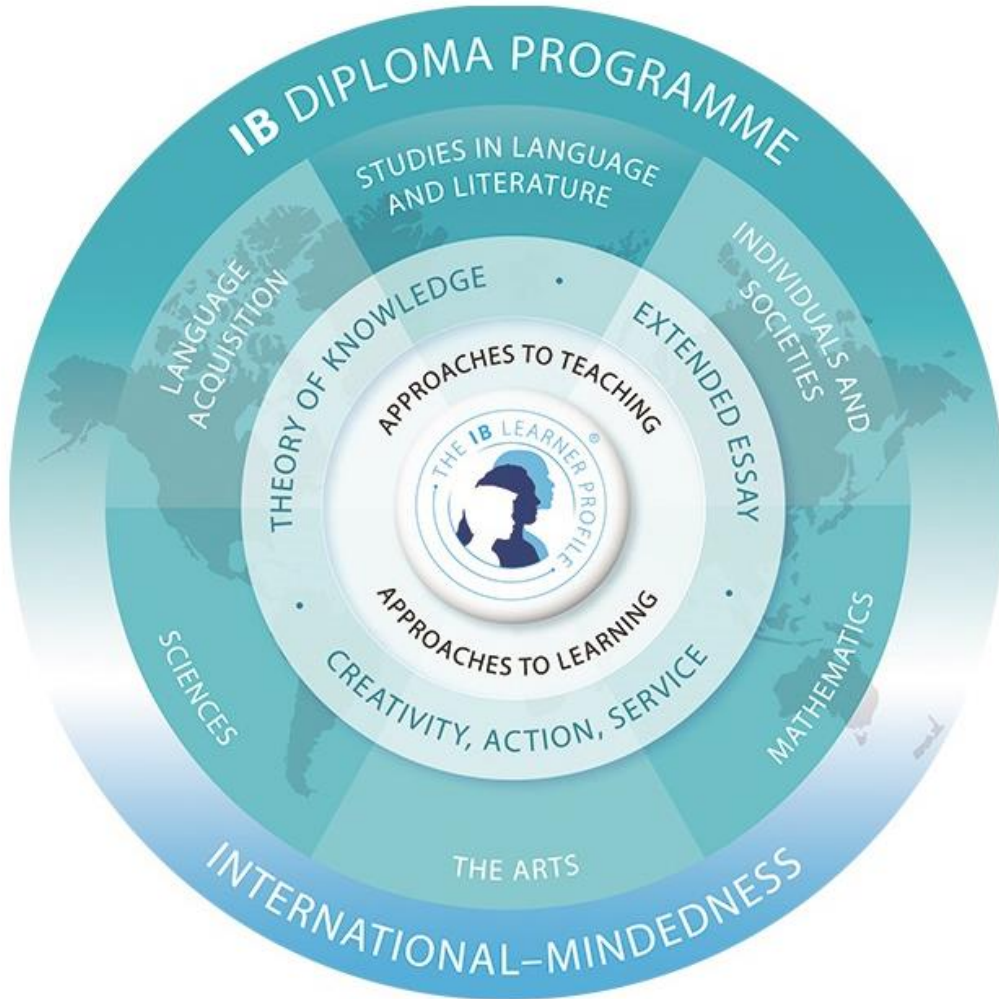 IB DIPLOMA PROGRAMME
STUDIES IN LANGUAGE
AND LITERATURE
LANGUAGE
ACQUISITION
INDIVIDUALS AND
SOCIETIES
THEORY OF KNOWLEDGE
EXTENDED ESSAY
APPROACHES TO TEACHING
THE IB LEARNER PROFILE ®
APPROACHES TO LEARNING
CREATIVITY, ACTION, SERVICE
SCIENCES
MATHEMATICS
THE ARTS
INTERNATIONAL–MINDEDNESS